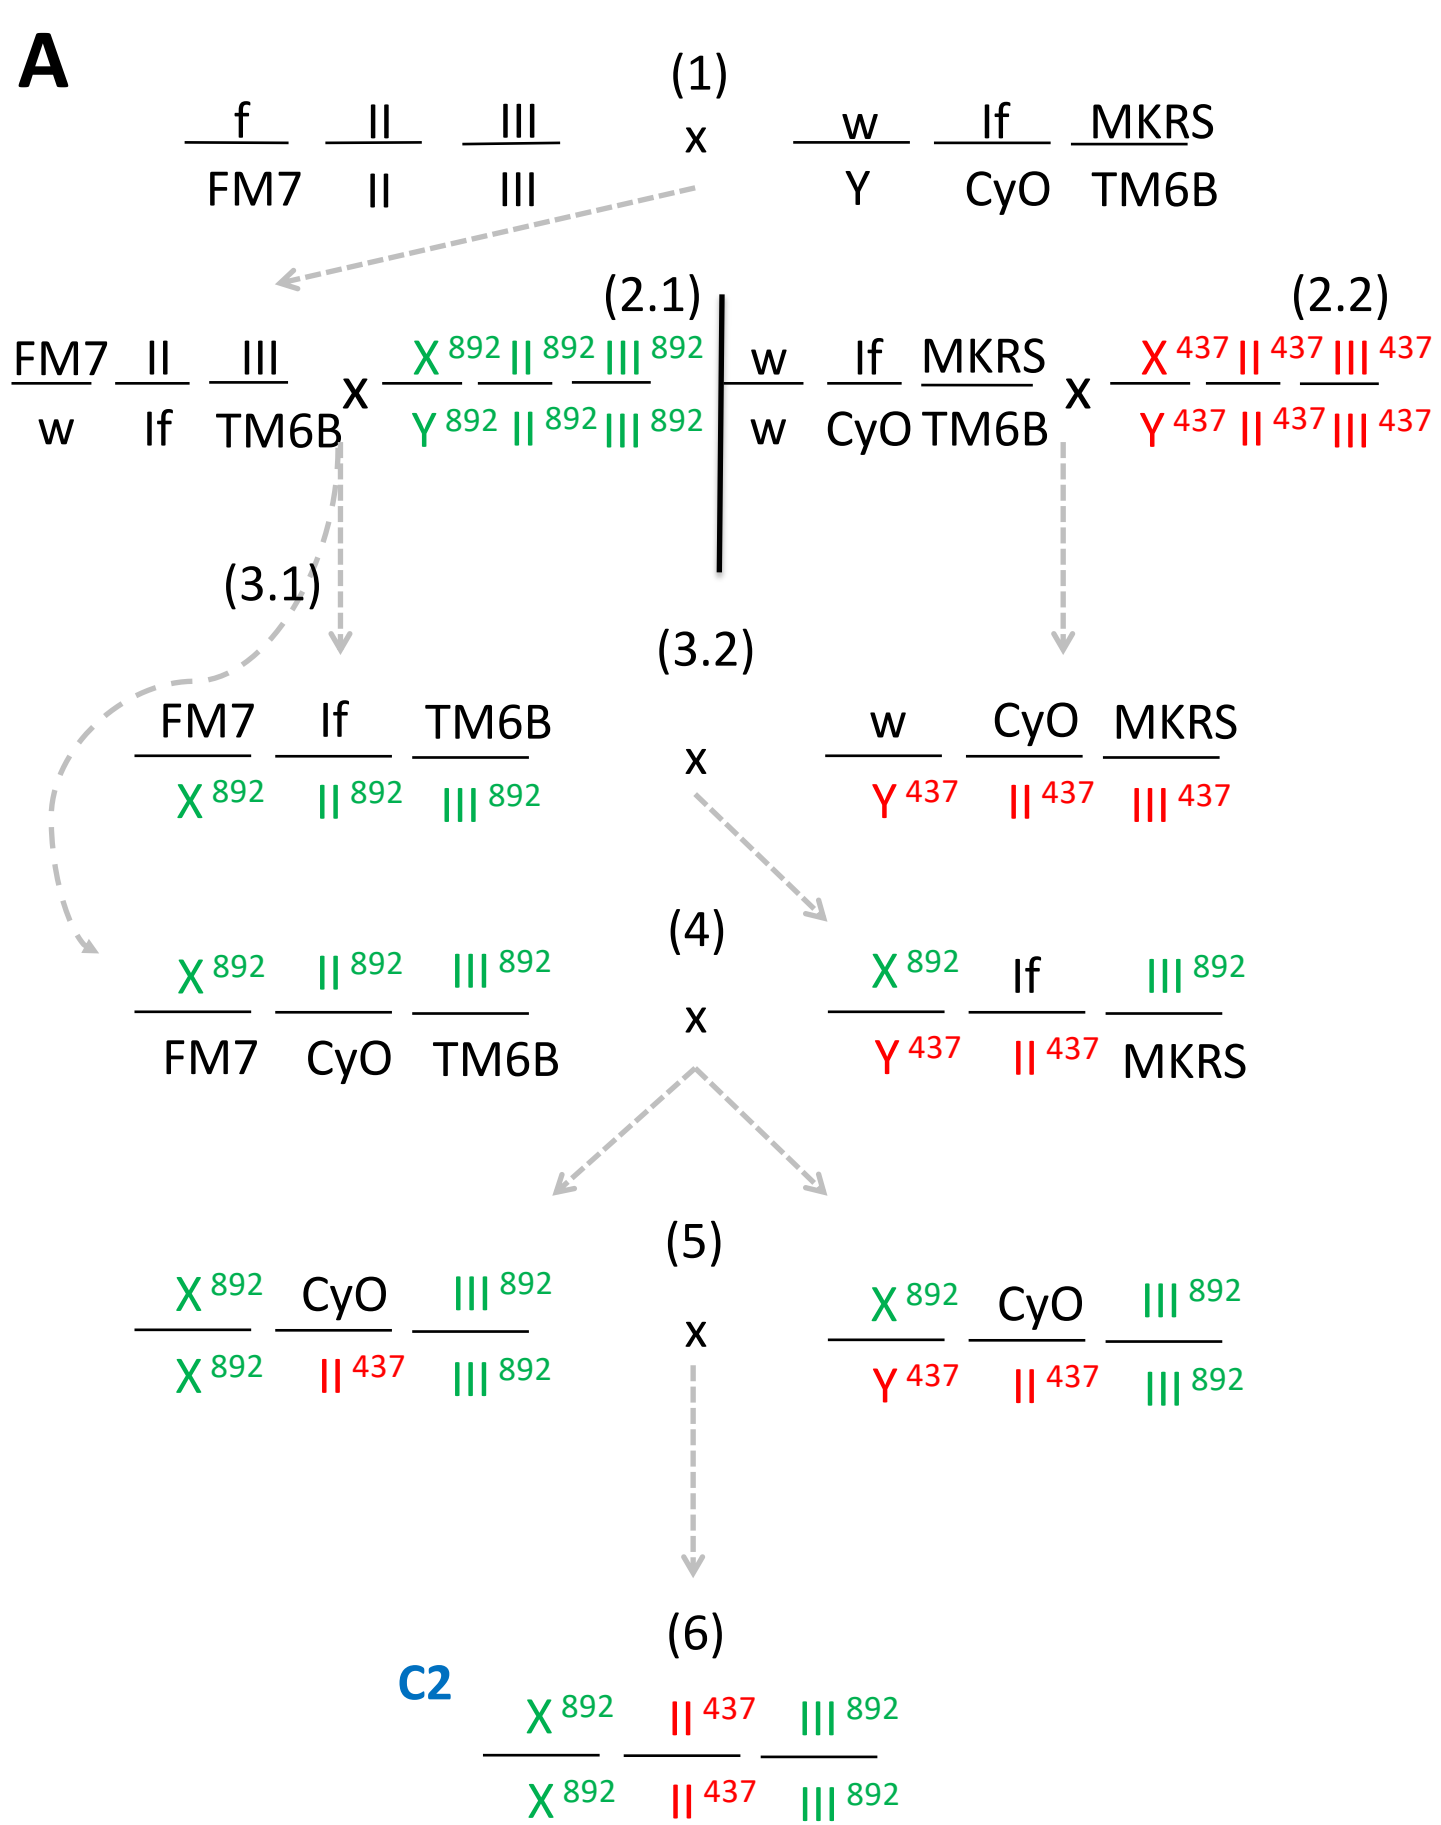 A
(1)
f II III x w If MKRS
FM7 II III Y CyO TM6B
(2.1) (2.2)
FM7 II III x X 892 II 892 III 892 w If MKRS x X 437 II 437 III 437
w If TM6B Y 892 II 892 III 892 w CyO TM6B Y 437 II 437 III 437
(3.1)
(3.2)
FM7 If TM6B x w CyO MKRS
X 892 II 892 III 892 Y 437 II 437 III 437
(4)
X 892 II 892 III 892 x X 892 If III 892
FM7 CyO TM6B Y 437 II 437 MKRS
(5)
X 892 CyO III 892 x X 892 CyO III 892
X 892 II 437 III 892 Y 437 II 437 III 892
(6)
C2
X 892 II 437 III 892
X 892 II 437 III 892